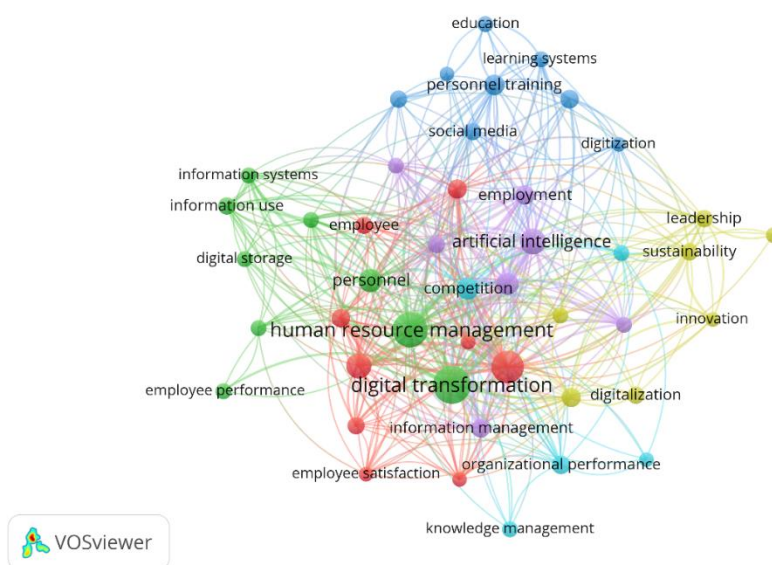 education
learning systems
personnel training
social media
digitization
information systems
employment
information use
leadership
employee
artificial intelligence
sustainability
digital storage
personnel
competition
innovation
human resource management
digital transformation
employee performance
digitalization
information management
organizational performance
employee satisfaction
knowledge management
VOSviewer